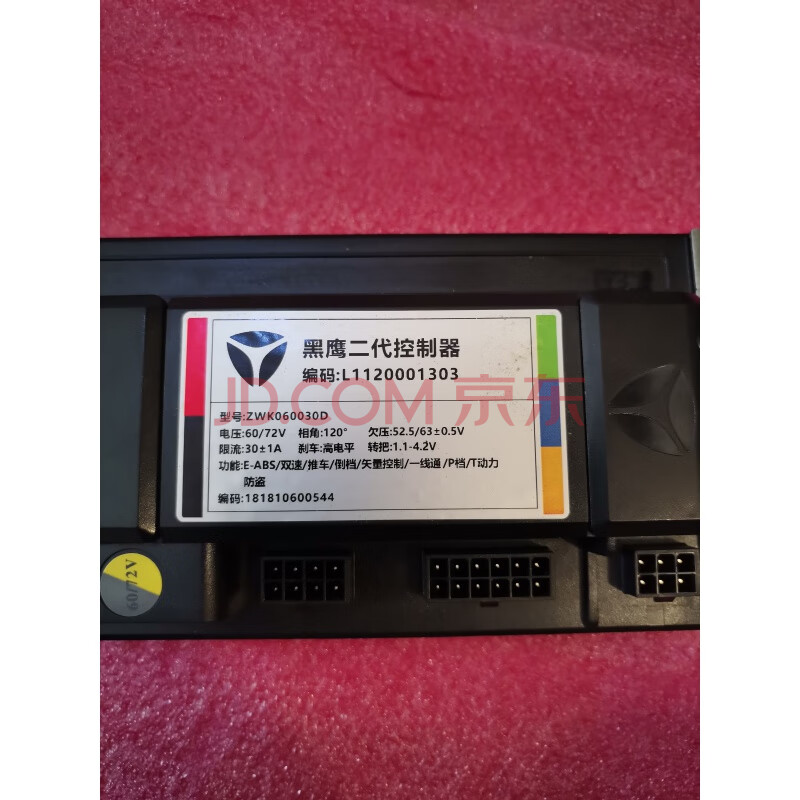 黑鹰二代控制器
编码:L1120001303
JD.COM 京东
型号:ZWK060030D
电压:60/72V 相角:120° 欠压:52.5/63±0.5V
限流:30±1A 刹车:高电平 转把:1.1-4.2V
功能:E-ABS/双速/推车/倒档/矢量控制/一线通/P档/T动力
防盗
编码:181810600544
60/72V